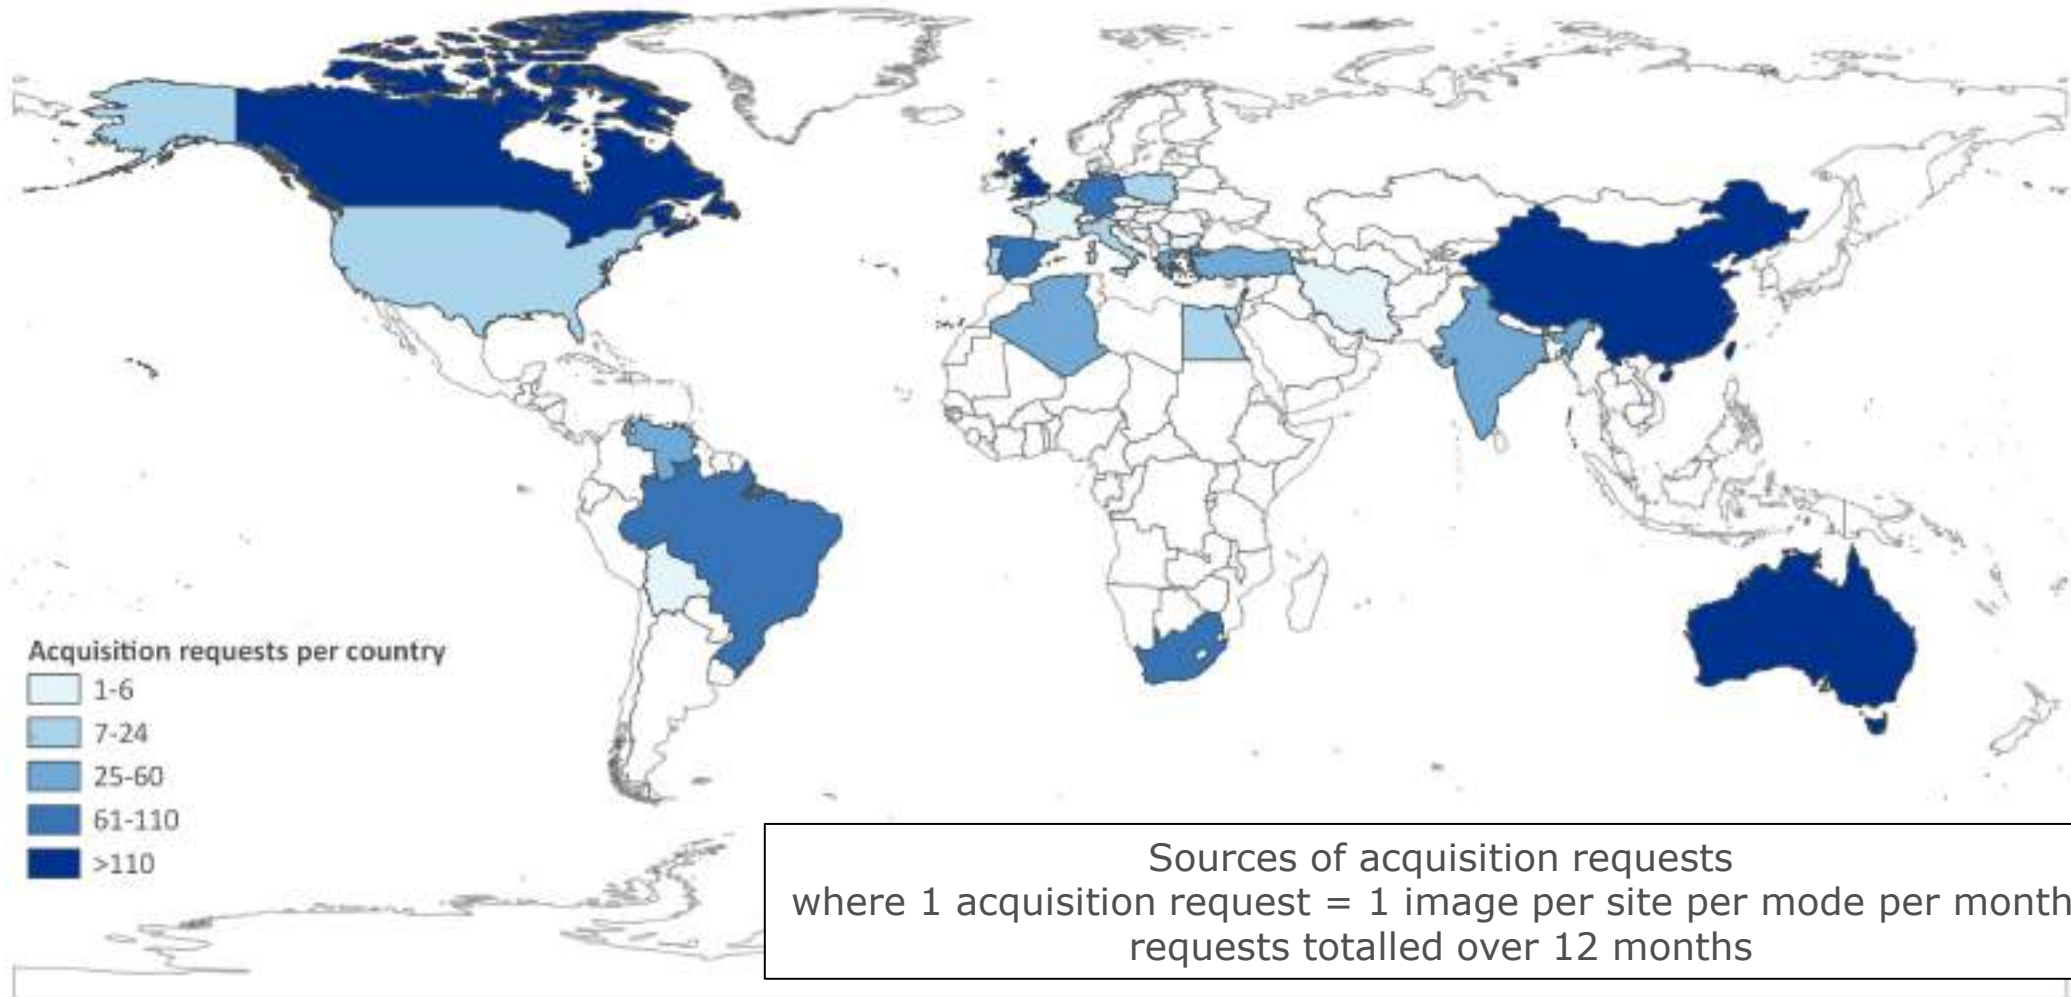 Acquisition requests per country
1-6
7-24
25-60
61-110
>110
Sources of acquisition requests
where 1 acquisition request = 1 image per site per mode per month
requests totalled over 12 months